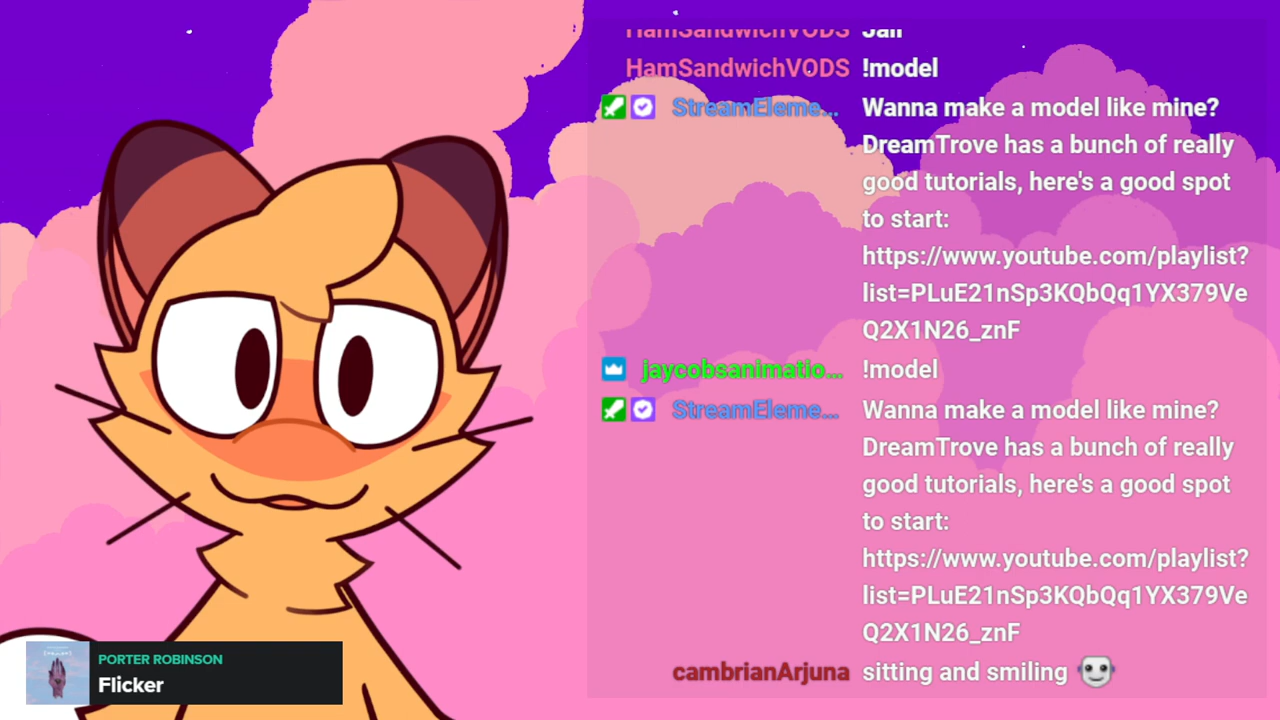 HamSandwichVODS Jail
HamSandwichVODS !model
StreamEleme... Wanna make a model like mine?
DreamTrove has a bunch of really
good tutorials, here's a good spot
to start:
https://www.youtube.com/playlist?
list=PLuE21nSp3KQbQq1YX379Ve
Q2X1N26_znF
jaycobsanimatio... !model
StreamEleme... Wanna make a model like mine?
DreamTrove has a bunch of really
good tutorials, here's a good spot
to start:
https://www.youtube.com/playlist?
list=PLuE21nSp3KQbQq1YX379Ve
Q2X1N26_znF
cambrianArjuna sitting and smiling
PORTER ROBINSON
Flicker